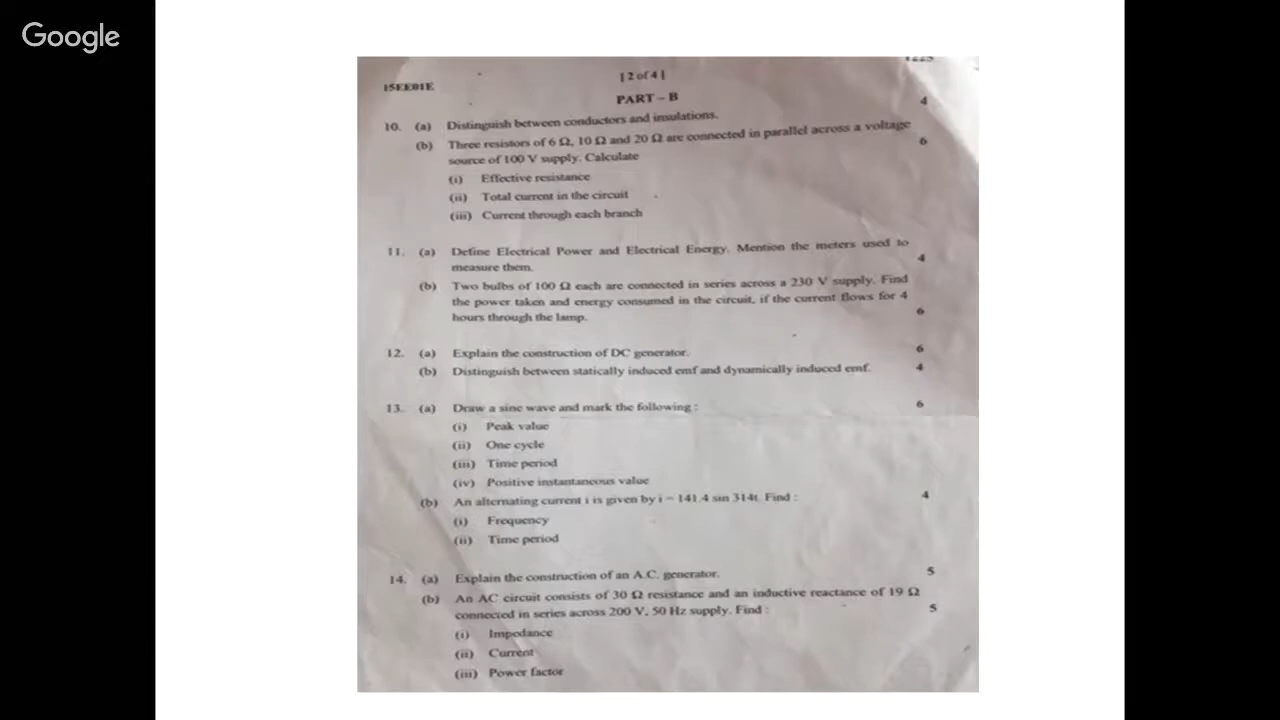 Google
15EE01E
[2 of 4]
1225
PART – B
10. (a) Distinguish between conductors and insulations. 4
(b) Three resistors of 6 Ω, 10 Ω and 20 Ω are connected in parallel across a voltage 6
source of 100 V supply. Calculate
(i) Effective resistance
(ii) Total current in the circuit
(iii) Current through each branch
11. (a) Define Electrical Power and Electrical Energy. Mention the meters used to
measure them. 4
(b) Two bulbs of 100 Ω each are connected in series across a 230 V supply. Find
the power taken and energy consumed in the circuit, if the current flows for 4
hours through the lamp. 6
12. (a) Explain the construction of DC generator. 6
(b) Distinguish between statically induced emf and dynamically induced emf. 4
13. (a) Draw a sine wave and mark the following : 6
(i) Peak value
(ii) One cycle
(iii) Time period
(iv) Positive instantaneous value
(b) An alternating current i is given by i = 141.4 sin 314t. Find : 4
(i) Frequency
(ii) Time period
14. (a) Explain the construction of an A.C. generator. 5
(b) An AC circuit consists of 30 Ω resistance and an inductive reactance of 19 Ω
connected in series across 200 V, 50 Hz supply. Find : 5
(i) Impedance
(ii) Current
(iii) Power factor